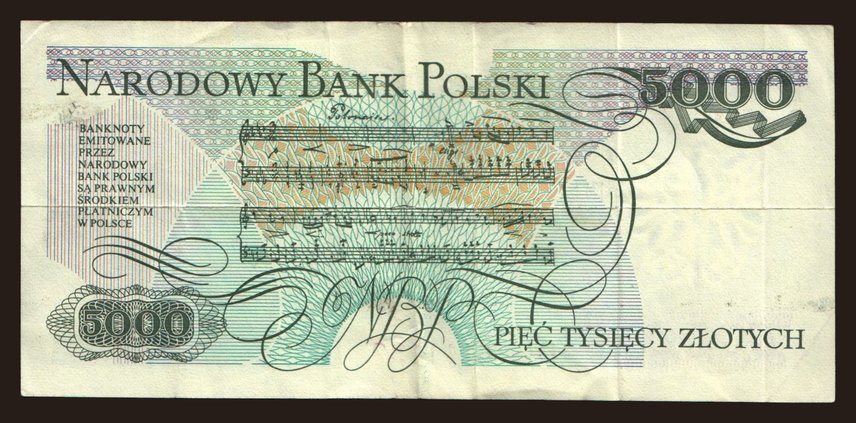 NARODOWY BANK POLSKI
5000
Polonaise
BANKNOTY
EMITOWANE
PRZEZ
NARODOWY
BANK POLSKI
SĄ PRAWNYM
ŚRODKIEM
PŁATNICZYM
W POLSCE
5000
NBP
PIĘĆ TYSIĘCY ZŁOTYCH